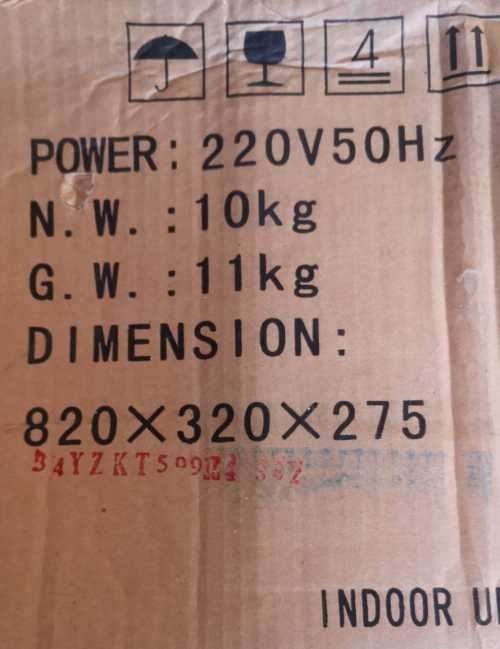 4
POWER: 220V50Hz
N.W.:10kg
G.W.:11kg
DIMENSION:
820×320×275
INDOOR